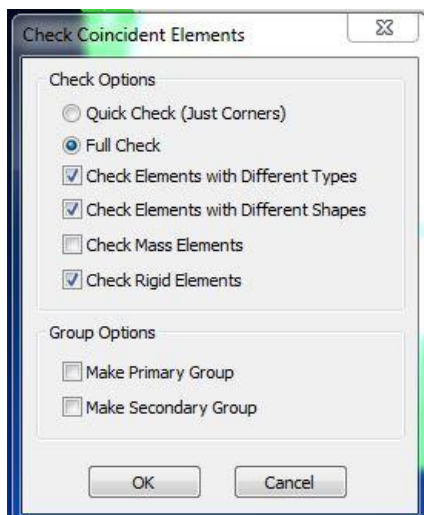 Check Coincident Elements
Check Options
Quick Check (Just Corners)
Full Check
Check Elements with Different Types
Check Elements with Different Shapes
Check Mass Elements
Check Rigid Elements
Group Options
Make Primary Group
Make Secondary Group
OK Cancel